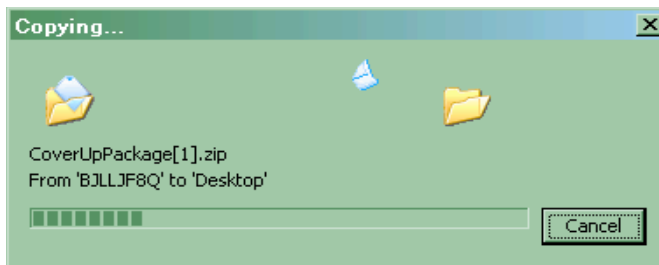 Copying...
CoverUpPackage[1].zip
From 'BJLLJF8Q' to 'Desktop'
Cancel